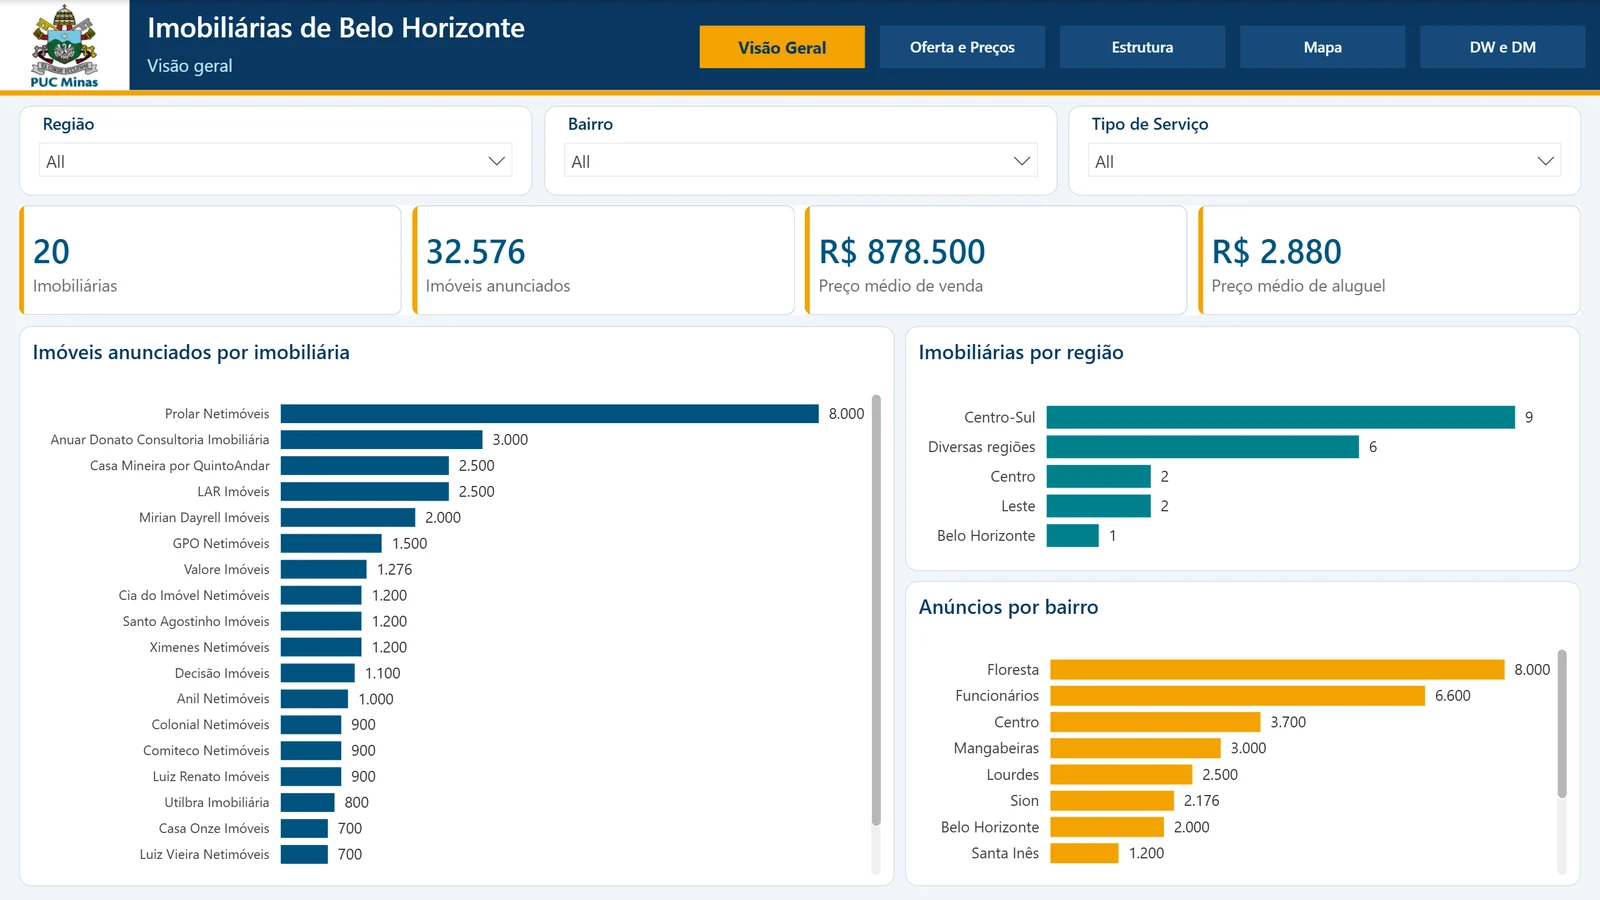 PUC Minas
Imobiliárias de Belo Horizonte
Visão geral
Visão Geral
Oferta e Preços
Estrutura
Mapa
DW e DM
Região
All
Bairro
All
Tipo de Serviço
All
20
Imobiliárias
32.576
Imóveis anunciados
R$ 878.500
Preço médio de venda
R$ 2.880
Preço médio de aluguel
Imóveis anunciados por imobiliária
Prolar Netimóveis 8.000
Anuar Donato Consultoria Imobiliária 3.000
Casa Mineira por QuintoAndar 2.500
LAR Imóveis 2.500
Mirian Dayrell Imóveis 2.000
GPO Netimóveis 1.500
Valore Imóveis 1.276
Cia do Imóvel Netimóveis 1.200
Santo Agostinho Imóveis 1.200
Ximenes Netimóveis 1.200
Decisão Imóveis 1.100
Anil Netimóveis 1.000
Colonial Netimóveis 900
Comiteco Netimóveis 900
Luiz Renato Imóveis 900
Utilbra Imobiliária 800
Casa Onze Imóveis 700
Luiz Vieira Netimóveis 700
Imobiliárias por região
Centro-Sul 9
Diversas regiões 6
Centro 2
Leste 2
Belo Horizonte 1
Anúncios por bairro
Floresta 8.000
Funcionários 6.600
Centro 3.700
Mangabeiras 3.000
Lourdes 2.500
Sion 2.176
Belo Horizonte 2.000
Santa Inês 1.200